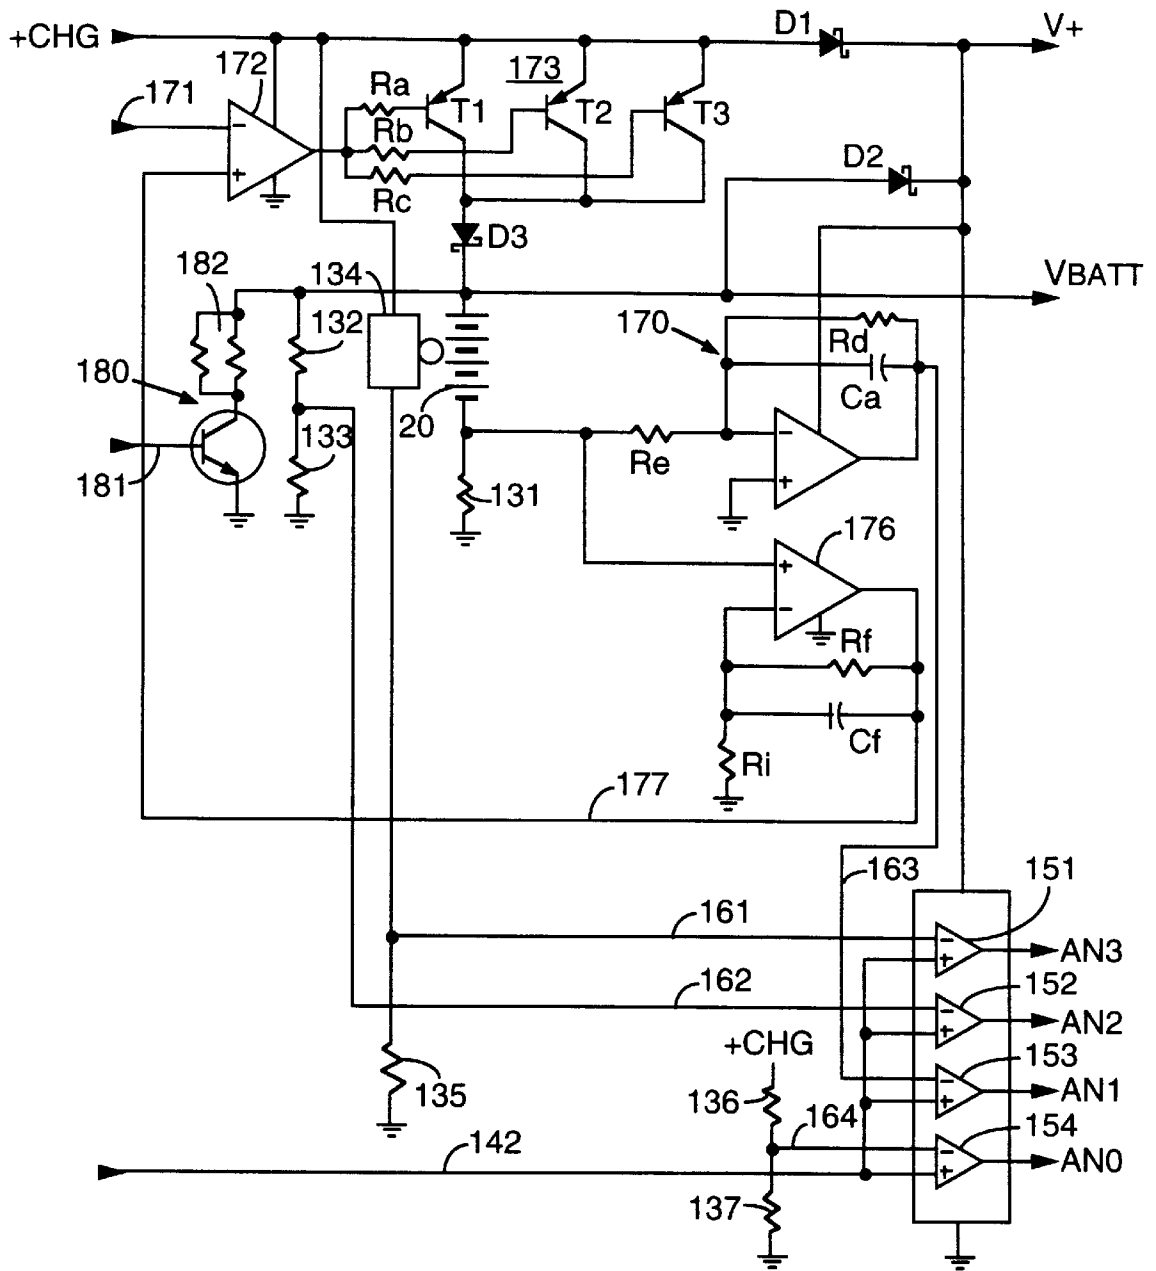 +CHG
D1
V+
172
173
171
Ra
T1
T2
T3
Rb
Rc
D2
D3
182
134
VBATT
132
170
Rd
180
Ca
20
133
Re
181
131
176
Rf
Cf
Ri
177
163
151
161
AN3
162
152
AN2
+CHG
153
135
136
AN1
164
154
142
AN0
137